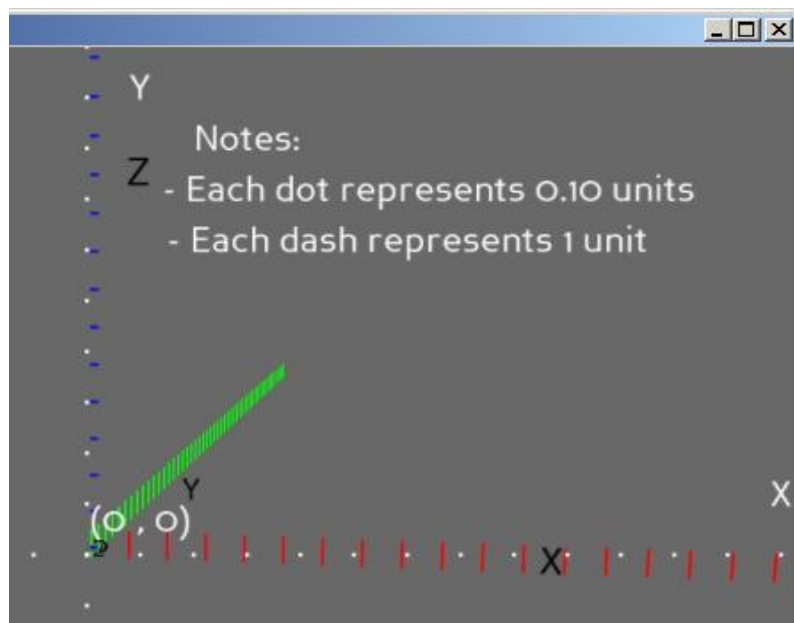 Y
Notes:
Z
- Each dot represents 0.10 units
- Each dash represents 1 unit
Y
X
(0 , 0)
X